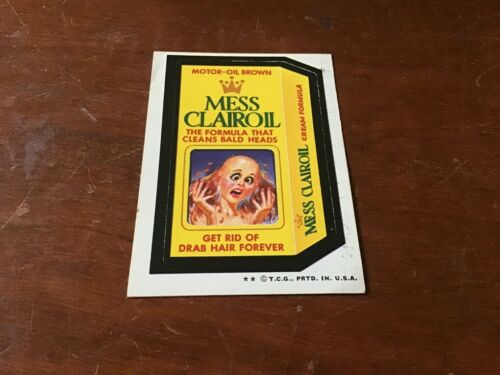 MOTOR-OIL BROWN
MESS
CLAIROIL
THE FORMULA THAT
CLEANS BALD HEADS
GET RID OF
DRAB HAIR FOREVER
MESS CLAIROIL CREAM FORMULA
** © T.C.G., PRTD. IN. U.S.A.